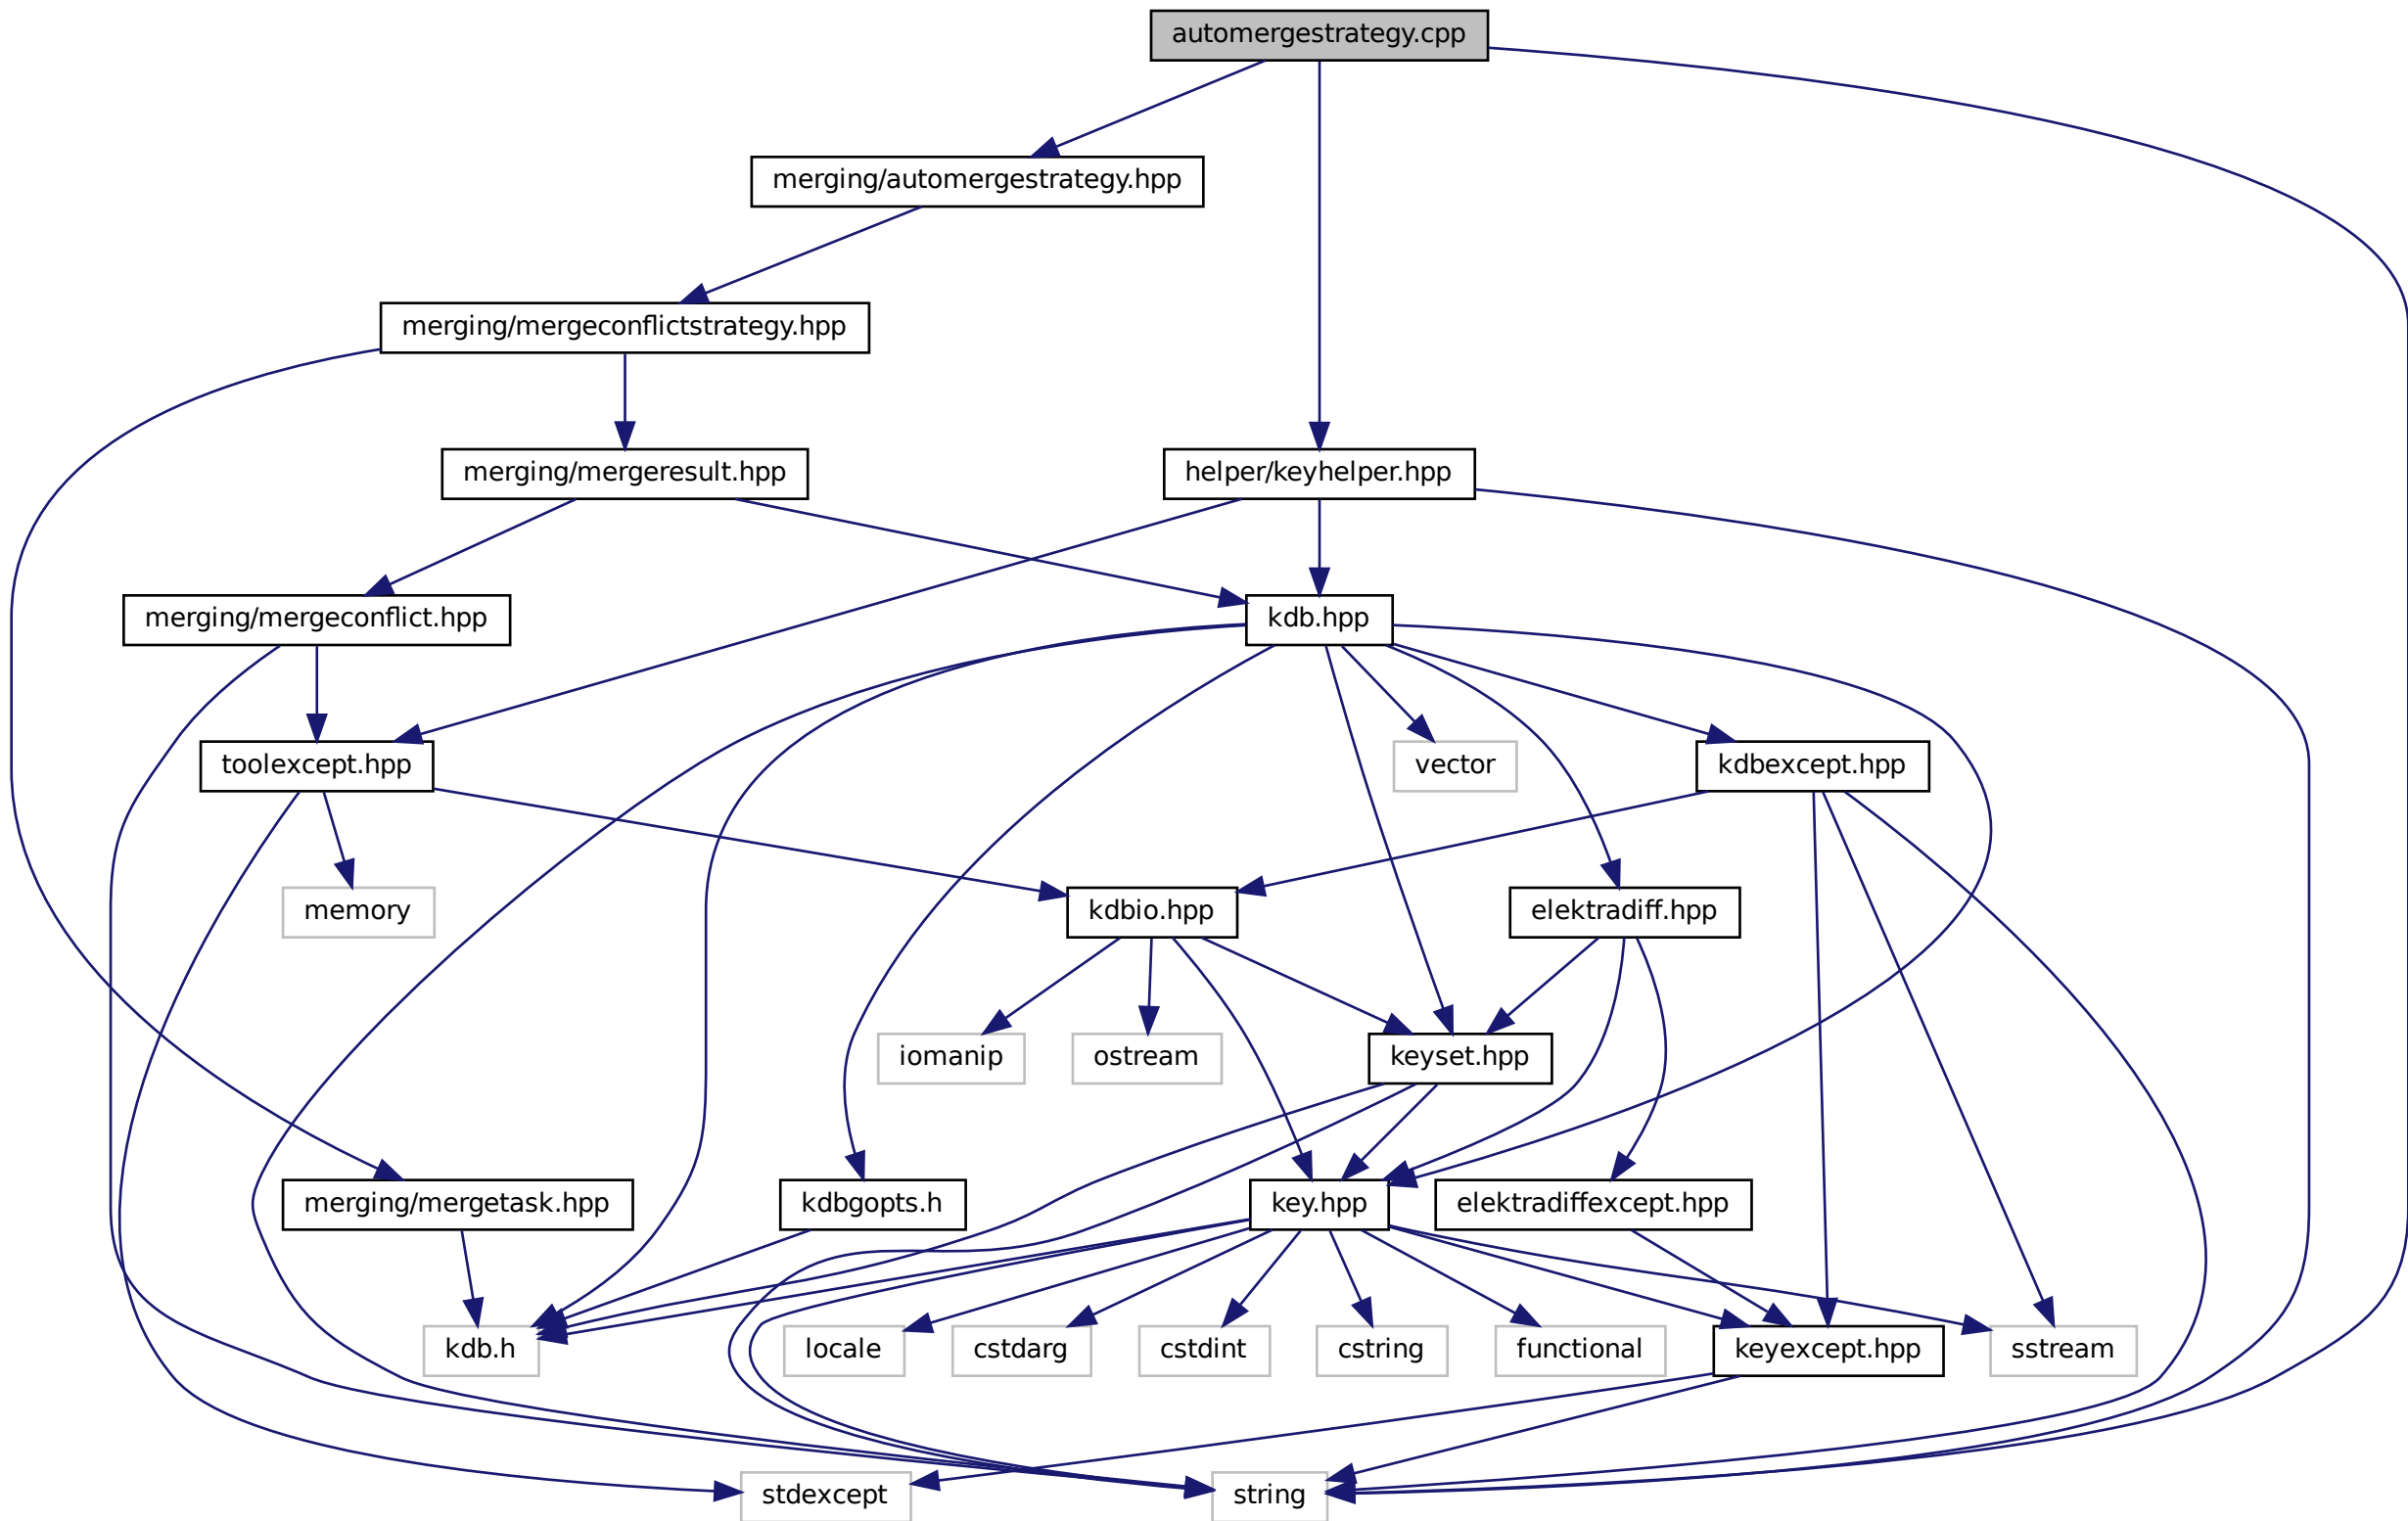 automergestrategy.cpp
merging/automergestrategy.hpp
merging/mergeconflictstrategy.hpp
merging/mergeresult.hpp
helper/keyhelper.hpp
merging/mergeconflict.hpp
kdb.hpp
toolexcept.hpp
vector
kdbexcept.hpp
memory
kdbio.hpp
elektradiff.hpp
iomanip
ostream
keyset.hpp
merging/mergetask.hpp
kdbgopts.h
key.hpp
elektradiffexcept.hpp
kdb.h
locale
cstdarg
cstdint
cstring
functional
keyexcept.hpp
sstream
stdexcept
string